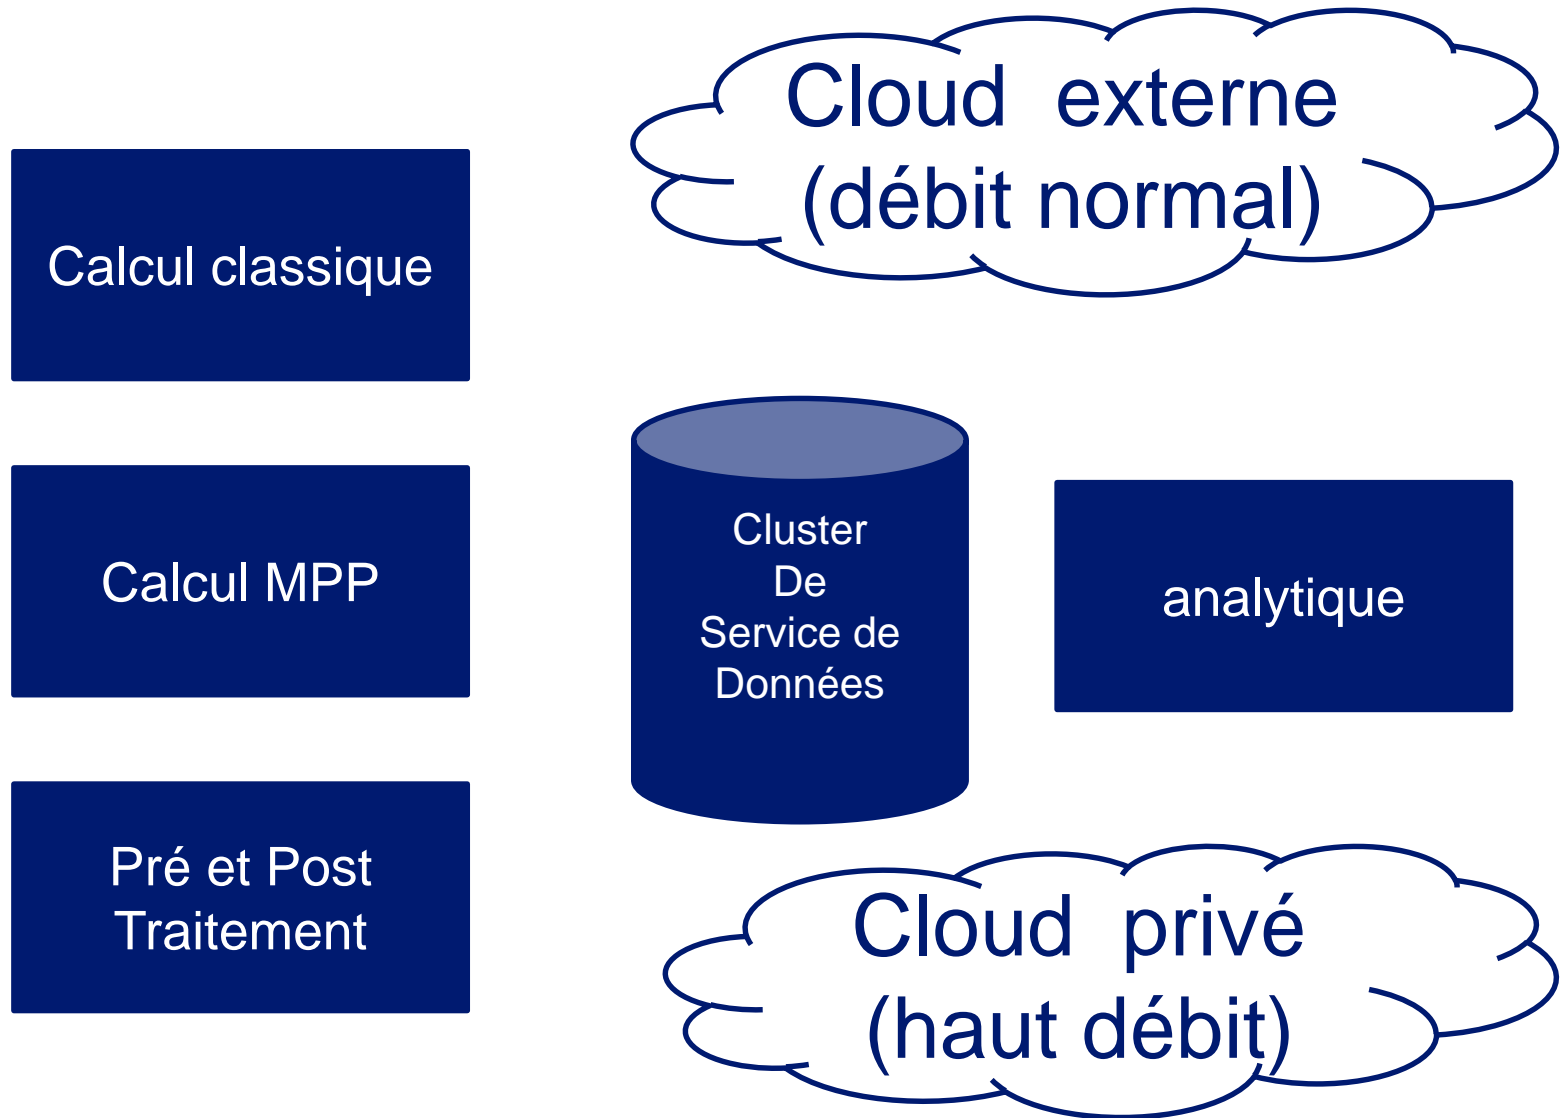 Cloud externe
(débit normal)
Calcul classique
Calcul MPP
Cluster
De
Service de
Données
analytique
Pré et Post
Traitement
Cloud privé
(haut débit)